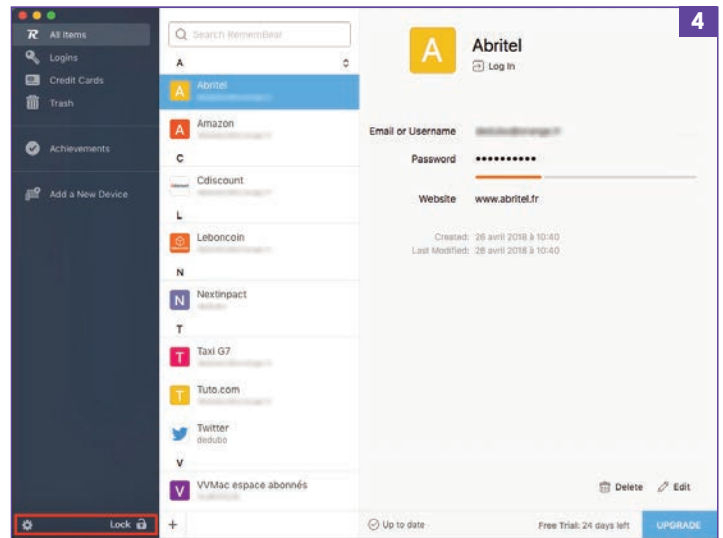 4
All Items
Logins
Credit Cards
Trash
Achievements
Add a New Device
Lock
Search RememBear
A
A
Abritel
A
Amazon
C
Cdiscount
L
Leboncoin
N
N
Nextinpact
T
T
Taxi G7
T
Tuto.com
Twitter
dedubo
V
V
VVMac espace abonnés
+
A
Abritel
Log In
Email or Username
Password ••••••••••
Website www.abritel.fr
Created: 26 avril 2018 à 10:40
Last Modified: 26 avril 2018 à 10:40
Delete
Edit
Up to date
Free Trial: 24 days left
UPGRADE